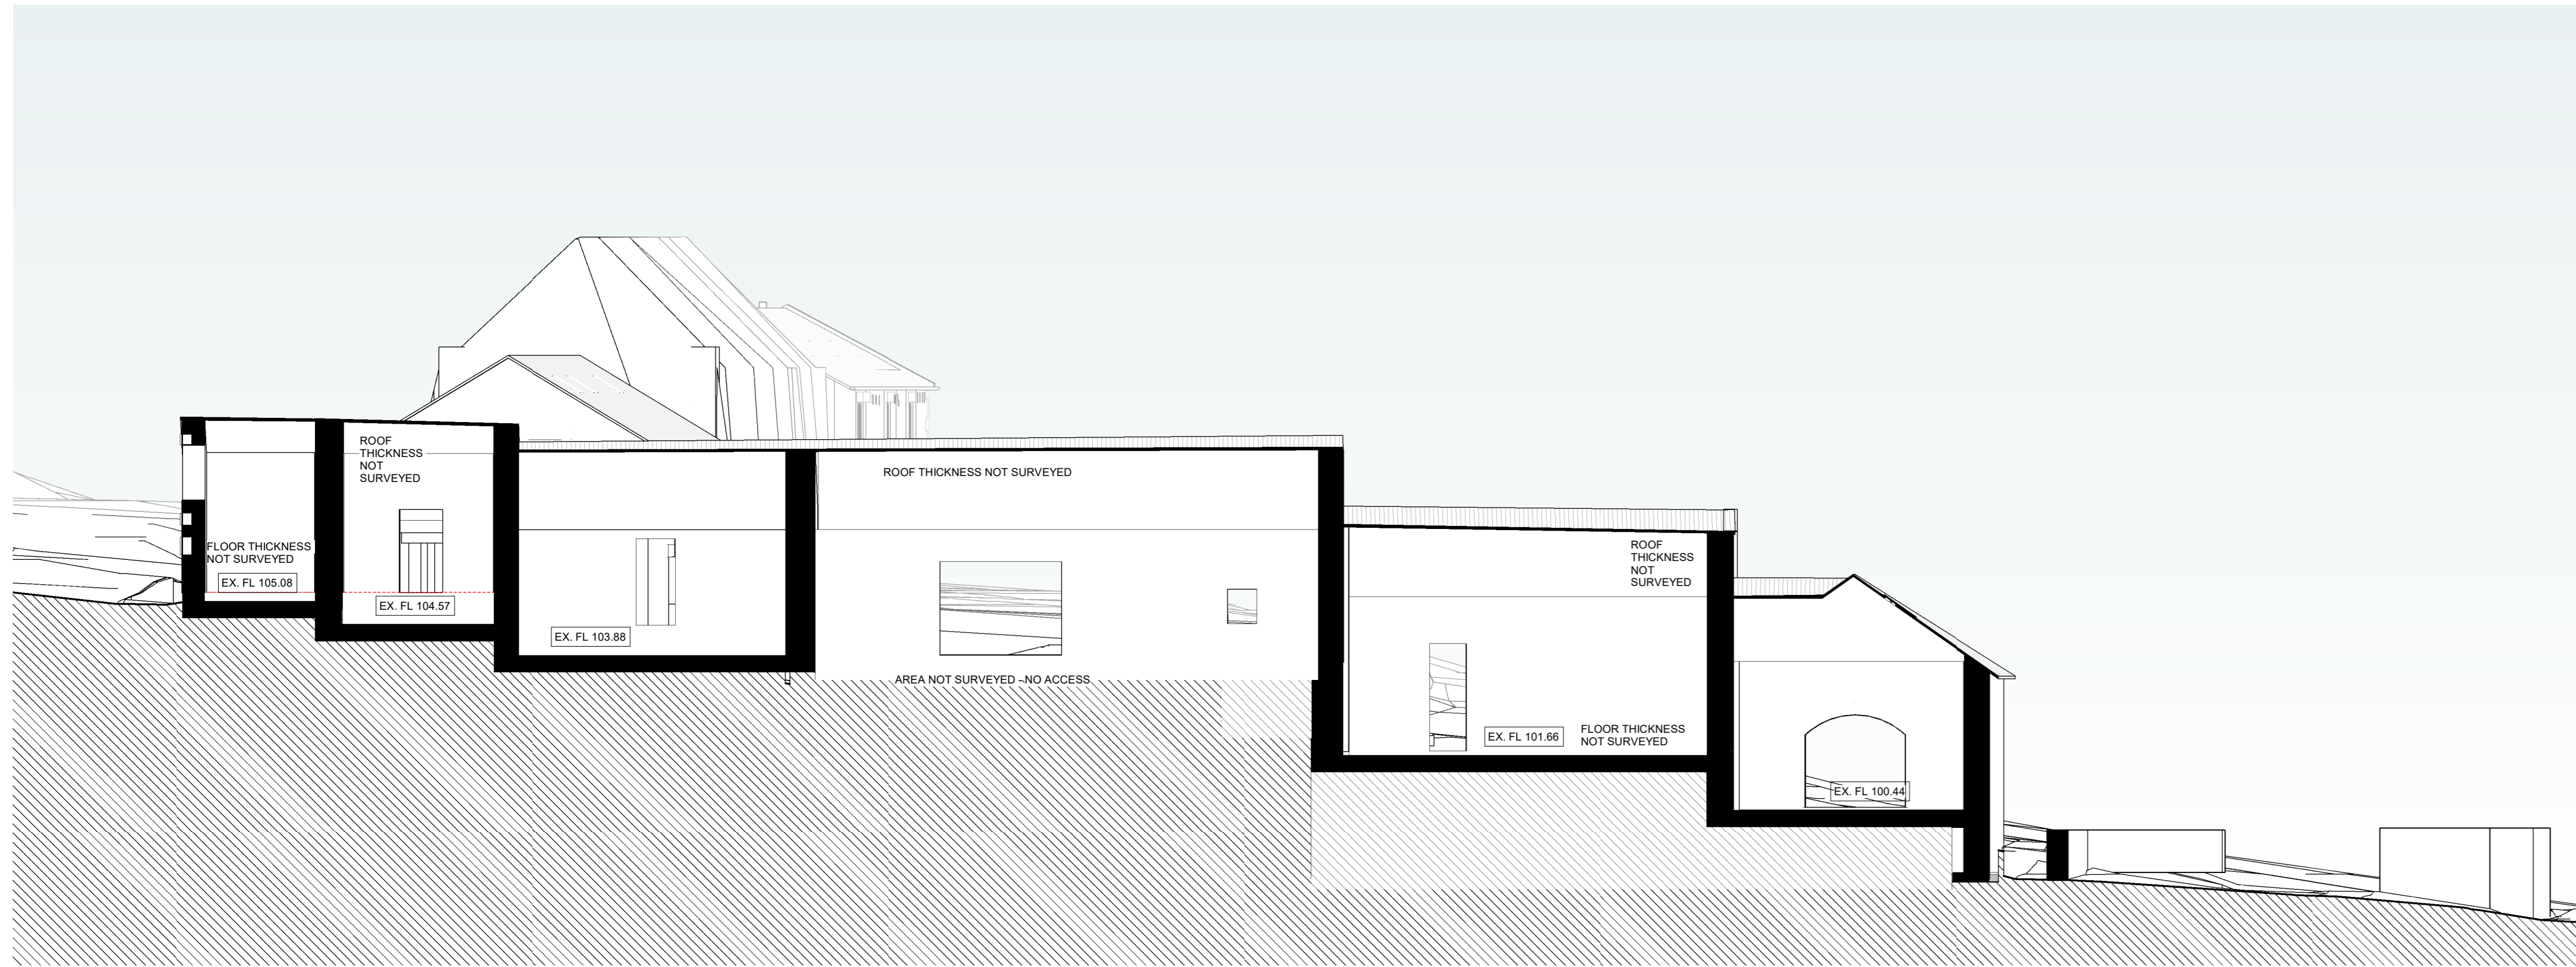 ROOF
THICKNESS
NOT
SURVEYED
ROOF THICKNESS NOT SURVEYED
FLOOR THICKNESS
NOT SURVEYED
EX. FL 105.08
EX. FL 104.57
EX. FL 103.88
AREA NOT SURVEYED - NO ACCESS
ROOF
THICKNESS
NOT
SURVEYED
EX. FL 101.66
FLOOR THICKNESS
NOT SURVEYED
EX. FL 100.44